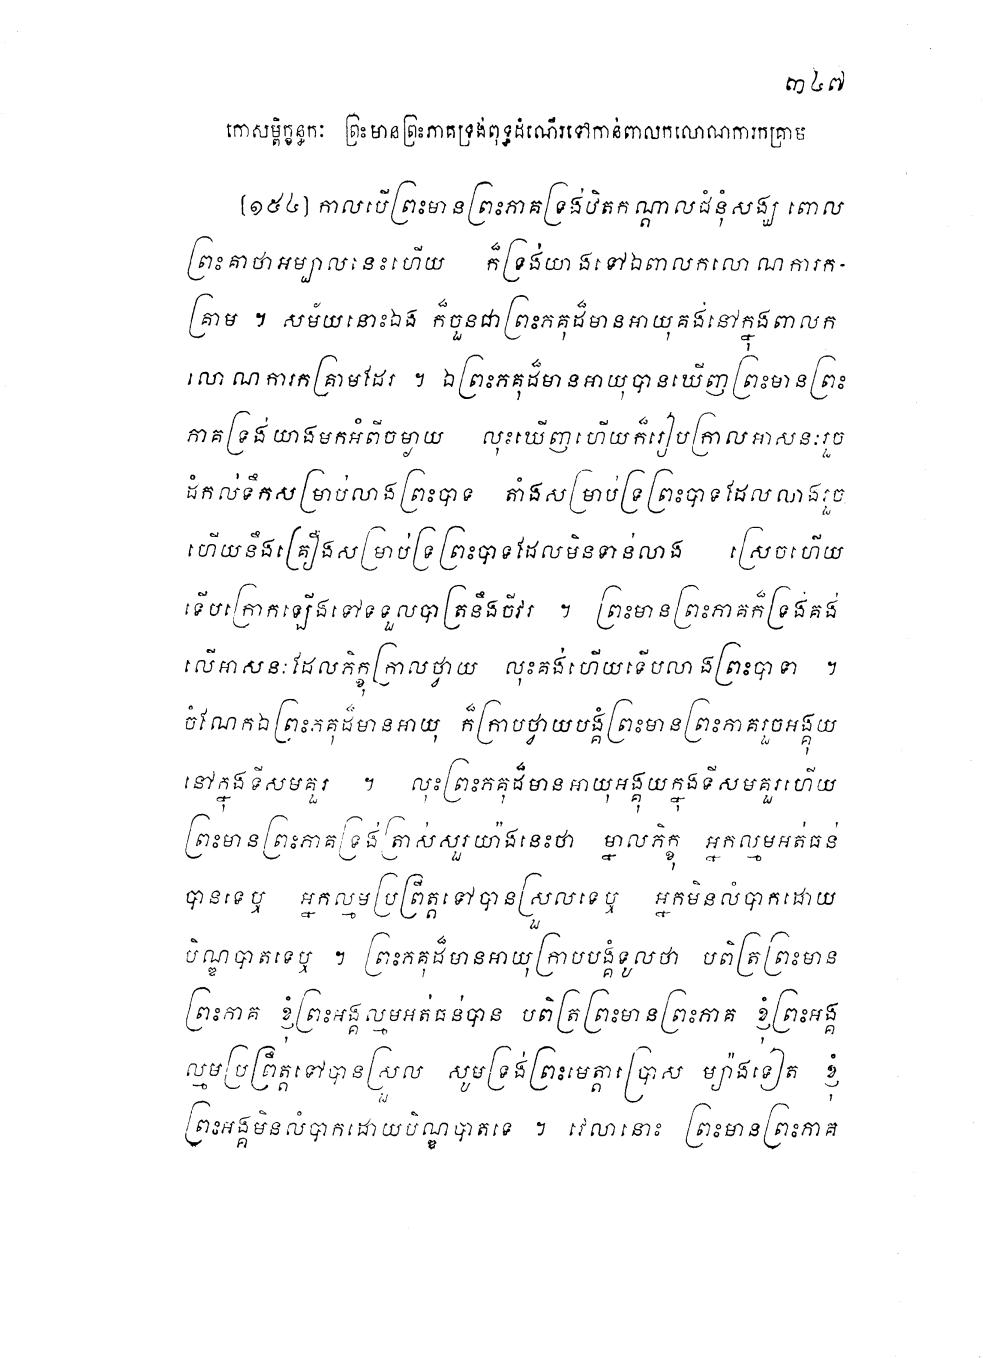 ៣៤៧
កោសម្ពិក្ខន្ធកៈ ព្រះមានព្រះភាគទ្រង់ពុទ្ធដំណើរទៅកាន់ពាលកលោណការកគ្រាម
[១៥៤] កាលបើព្រះមានព្រះភាគទ្រង់ឋិតកណ្តាលជំនុំសង្ឃ ពោល
ព្រះគាថាអម្បាលនេះហើយ ក៏ទ្រង់យាងទៅឯពាលកលោណការក-
គ្រាម ។ សម័យនោះឯង ក៏ចួនជាព្រះភគុដ៏មានអាយុគង់នៅក្នុងពាលក
លោណការកគ្រាមដែរ ។ ឯព្រះភគុដ៏មានអាយុបានឃើញព្រះមានព្រះ
ភាគទ្រង់យាងមកអំពីចម្ងាយ លុះឃើញហើយក៏រៀបក្រាលអាសនៈរួច
ដំកល់ទឹកសម្រាប់លាងព្រះបាទ តាំងសម្រាប់ទ្រព្រះបាទដែលលាងរួច
ហើយនឹងគ្រឿងសម្រាប់ទ្រព្រះបាទដែលមិនទាន់លាង ស្រេចហើយ
ទើបក្រោកឡើងទៅទទួលបាត្រនឹងចីវរ ។ ព្រះមានព្រះភាគក៏ទ្រង់គង់
លើអាសនៈដែលភិក្ខុក្រាលថ្វាយ លុះគង់ហើយទើបលាងព្រះបាទា ។
ចំណែកឯព្រះភគុដ៏មានអាយុ ក៏ក្រាបថ្វាយបង្គំព្រះមានព្រះភាគរួចអង្គុយ
នៅក្នុងទីសមគួរ ។ លុះព្រះភគុដ៏មានអាយុអង្គុយក្នុងទីសមគួរហើយ
ព្រះមានព្រះភាគទ្រង់ត្រាស់សួរយ៉ាងនេះថា ម្នាលភិក្ខុ អ្នកល្មមអត់ធន់
បានទេឬ អ្នកល្មមប្រព្រឹត្តទៅបានស្រួលទេឬ អ្នកមិនលំបាកដោយ
បិណ្ឌបាតទេឬ ។ ព្រះភគុដ៏មានអាយុក្រាបបង្គំទូលថា បពិត្រព្រះមាន
ព្រះភាគ ខ្ញុំព្រះអង្គល្មមអត់ធន់បាន បពិត្រព្រះមានព្រះភាគ ខ្ញុំព្រះអង្គ
ល្មមប្រព្រឹត្តទៅបានស្រួល សូមទ្រង់ព្រះមេត្តាប្រោស ម្យ៉ាងទៀត ខ្ញុំ
ព្រះអង្គមិនលំបាកដោយបិណ្ឌបាតទេ ។ វេលានោះ ព្រះមានព្រះភាគ